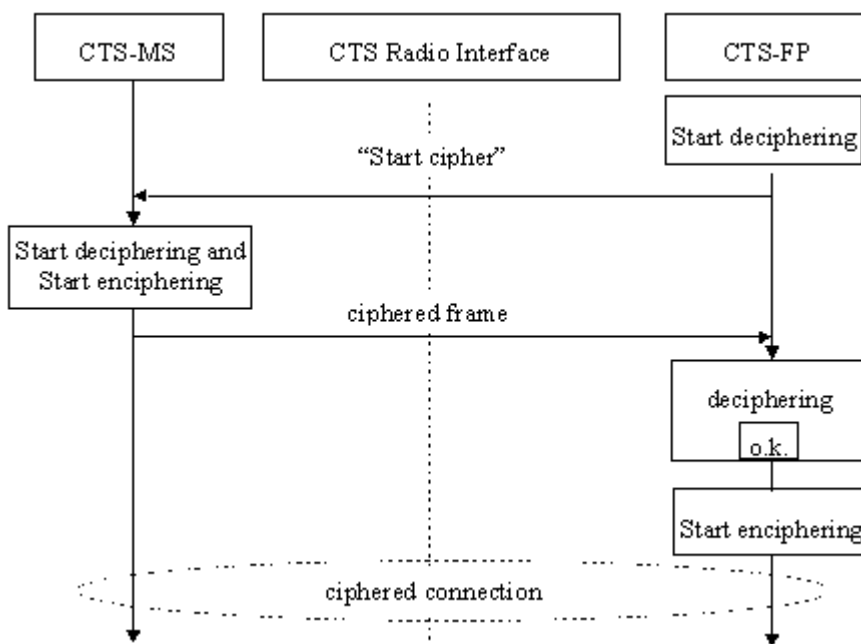 CTS-MS
CTS Radio Interface
CTS-FP
Start deciphering
“Start cipher”
Start deciphering and
Start enciphering
ciphered frame
deciphering
o.k.
Start enciphering
ciphered connection